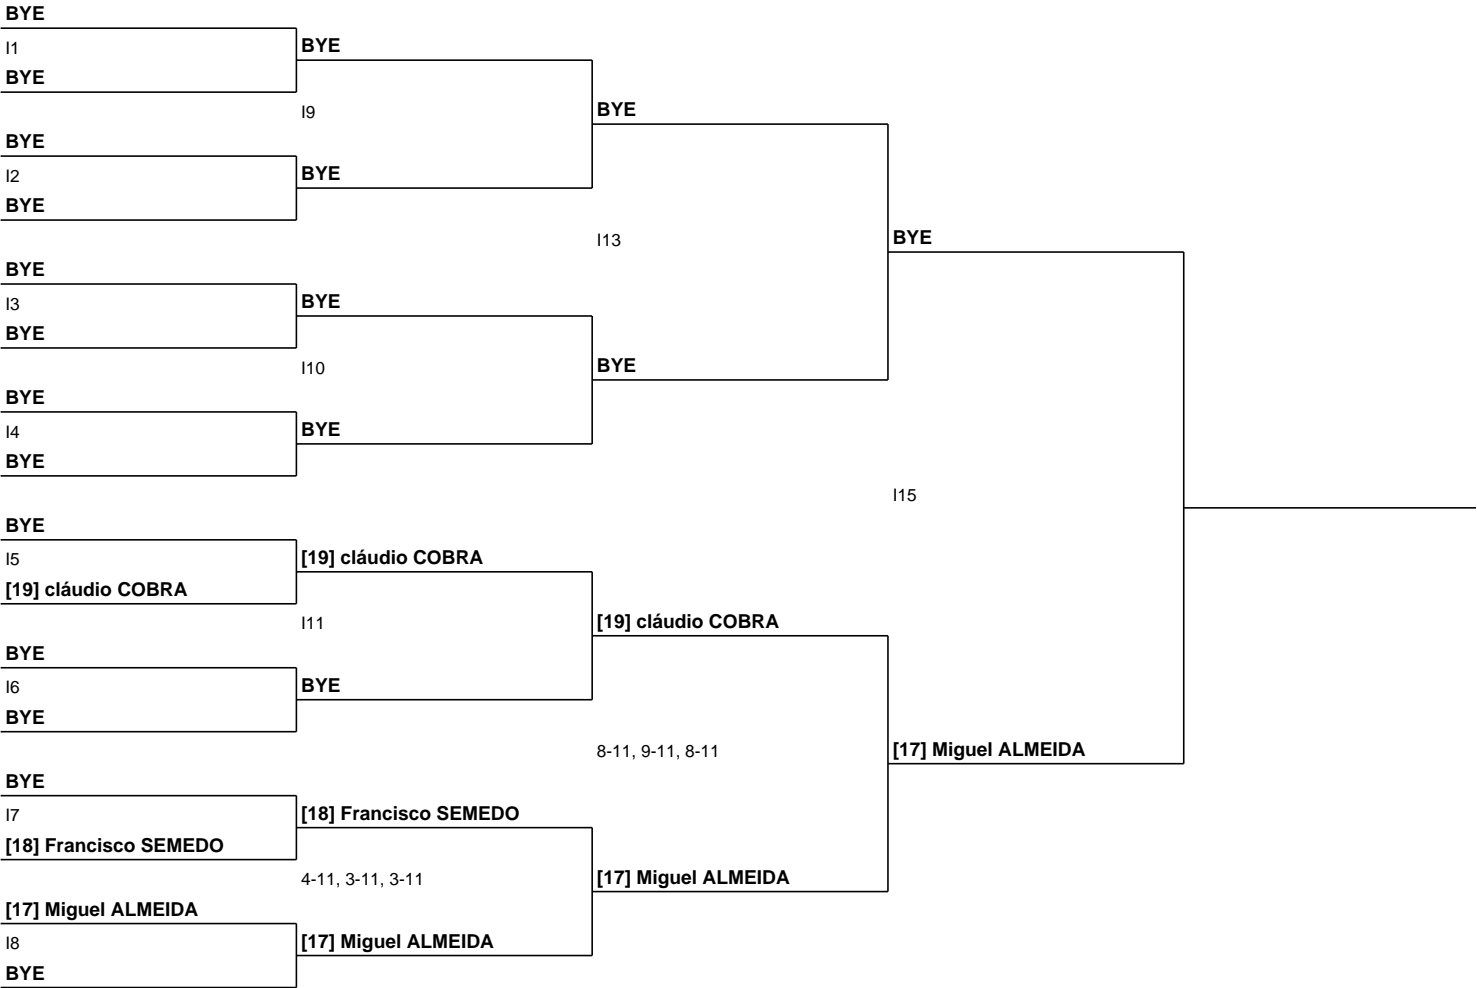 BYE
I1
BYE
BYE
I9
BYE
BYE
I2
BYE
BYE
I13
BYE
BYE
I3
BYE
BYE
I10
BYE
BYE
I4
BYE
BYE
I15
BYE
I5
[19] cláudio COBRA
[19] cláudio COBRA
I11
[19] cláudio COBRA
BYE
I6
BYE
BYE
8-11, 9-11, 8-11
[17] Miguel ALMEIDA
BYE
I7
[18] Francisco SEMEDO
[18] Francisco SEMEDO
4-11, 3-11, 3-11
[17] Miguel ALMEIDA
[17] Miguel ALMEIDA
I8
[17] Miguel ALMEIDA
BYE